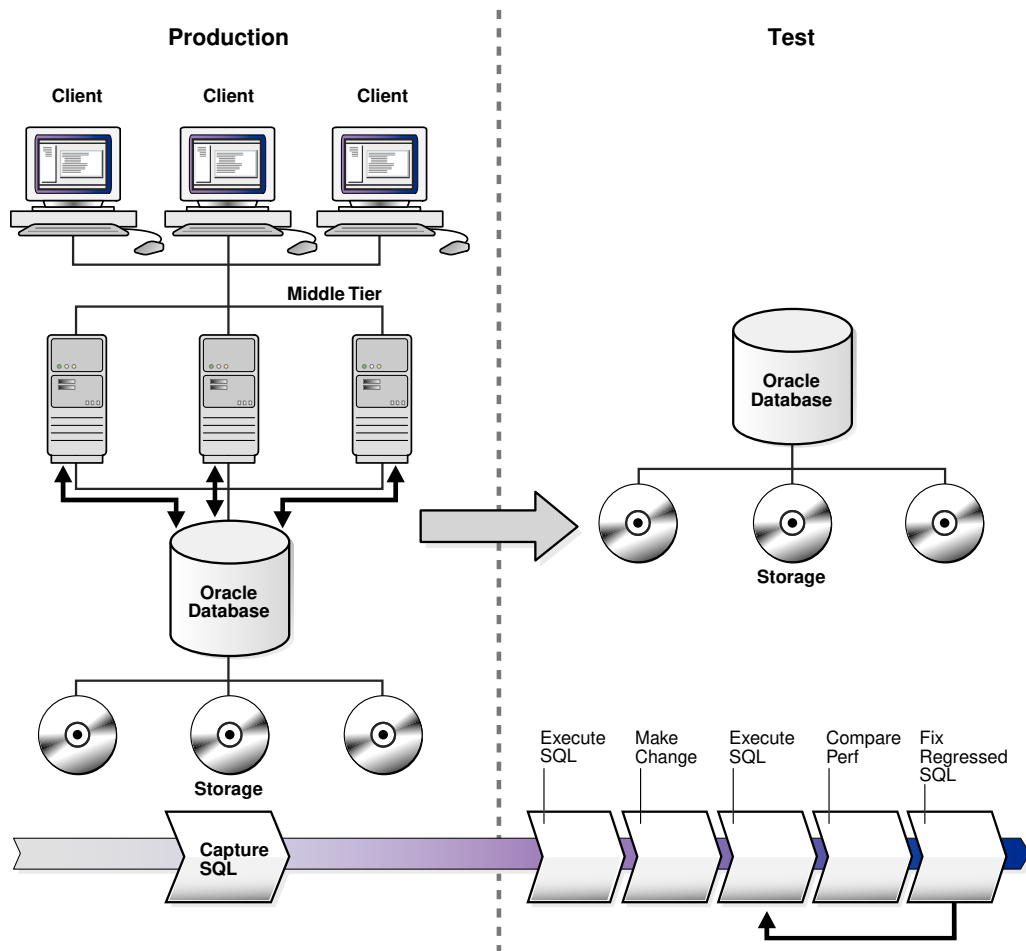 Production
Test
Client
Client
Client
Middle Tier
Oracle
Database
Oracle
Database
Storage
Storage
Execute
SQL
Make
Change
Execute
SQL
Compare
Perf
Fix
Regressed
SQL
Capture
SQL